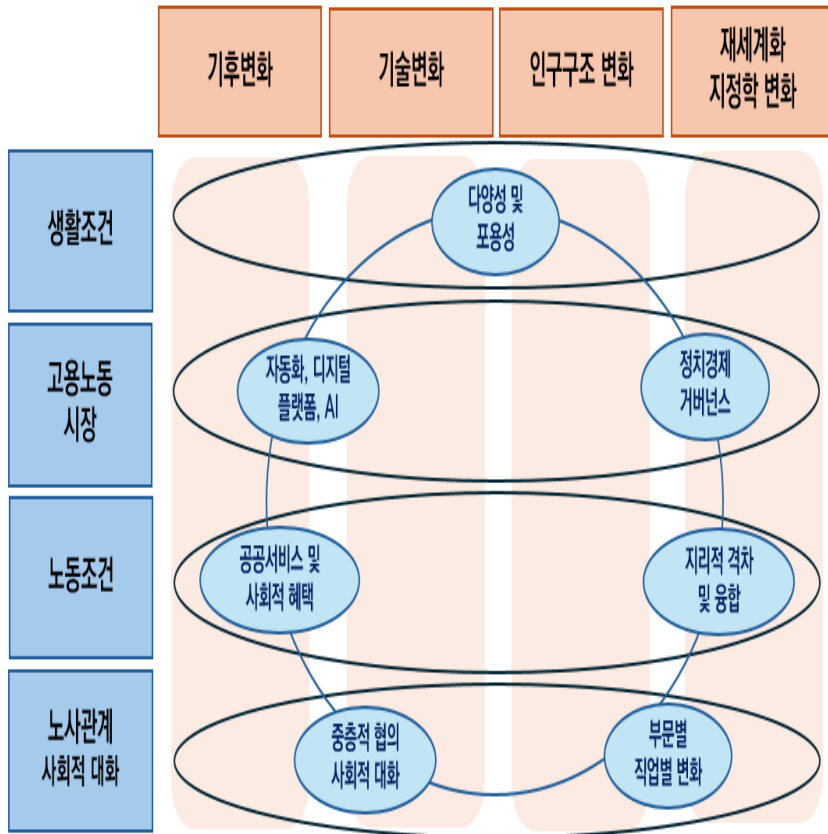 기후변화
기술변화
인구구조 변화
재세계화
지정학 변화
생활조건
다양성 및
포용성
고용노동
시장
자동화, 디지털
플랫폼, AI
정치경제
거버넌스
노동조건
공공서비스 및
사회적 혜택
지리적 격차
및 융합
노사관계
사회적 대화
중층적 협의
사회적 대화
부문별
직업별 변화